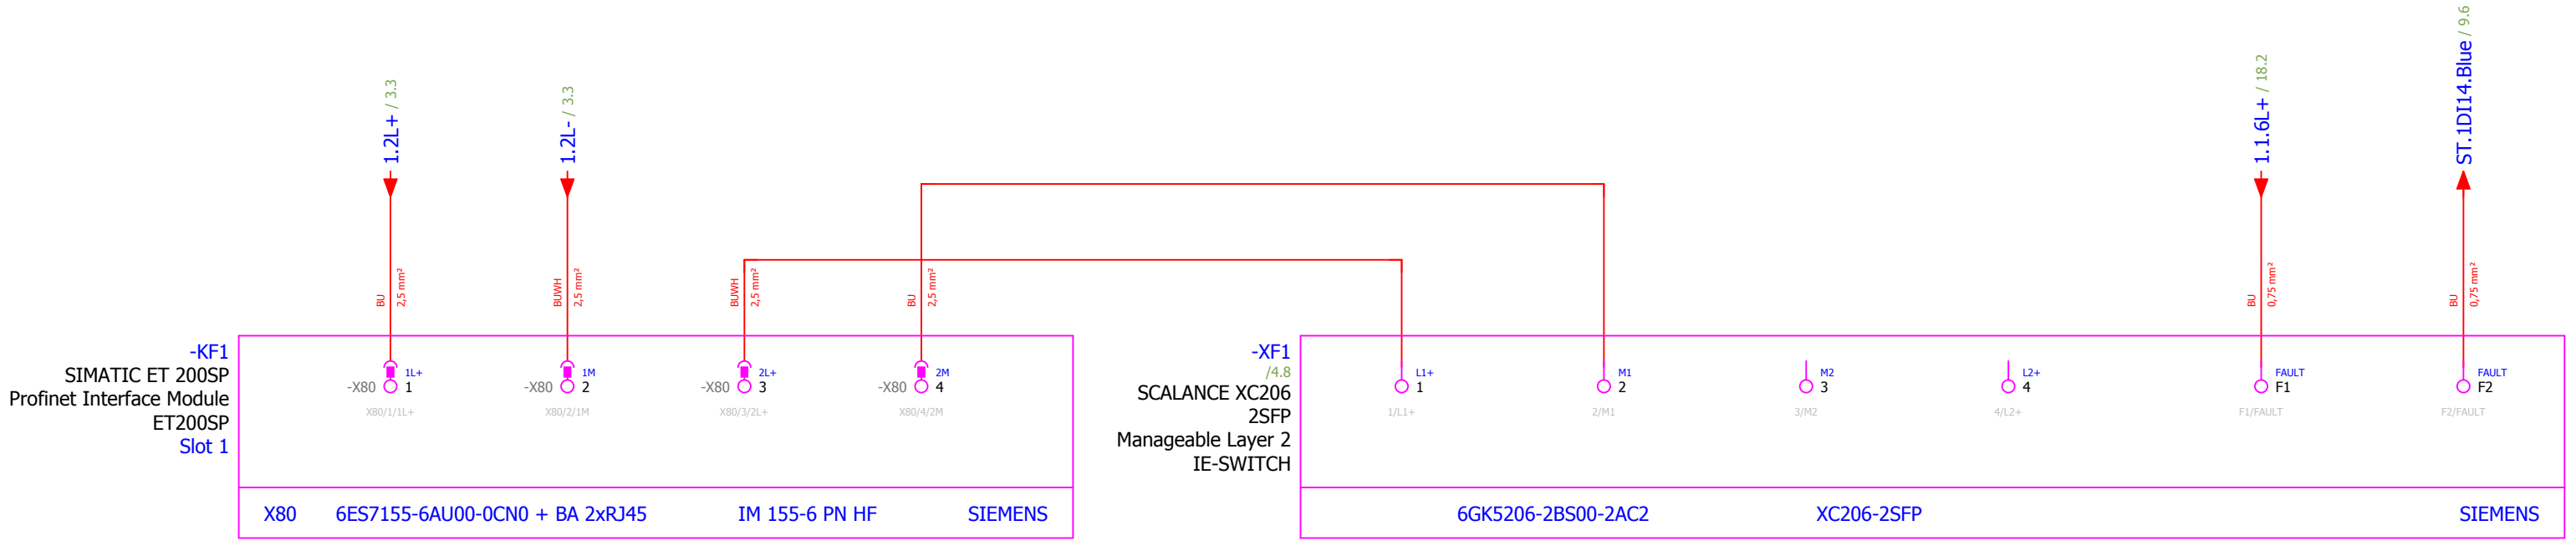 1.2L+ / 3.3
1.2L- / 3.3
1.1.6L+ / 18.2
ST.1DI14.Blue / 9.6
BU
2,5 mm²
BUWH
2,5 mm²
BUWH
2,5 mm²
BU
2,5 mm²
BU
0,75 mm²
BU
0,75 mm²
-KF1
SIMATIC ET 200SP
Profinet Interface Module
ET200SP
Slot 1
-X80 1 1L+
X80/1/1L+
-X80 2 1M
X80/2/1M
-X80 3 2L+
X80/3/2L+
-X80 4 2M
X80/4/2M
X80 6ES7155-6AU00-0CN0 + BA 2xRJ45 IM 155-6 PN HF SIEMENS
-XF1
/4.8
SCALANCE XC206
2SFP
Manageable Layer 2
IE-SWITCH
L1+
1
1/L1+
M1
2
2/M1
M2
3
3/M2
L2+
4
4/L2+
FAULT
F1
F1/FAULT
FAULT
F2
F2/FAULT
6GK5206-2BS00-2AC2 XC206-2SFP SIEMENS